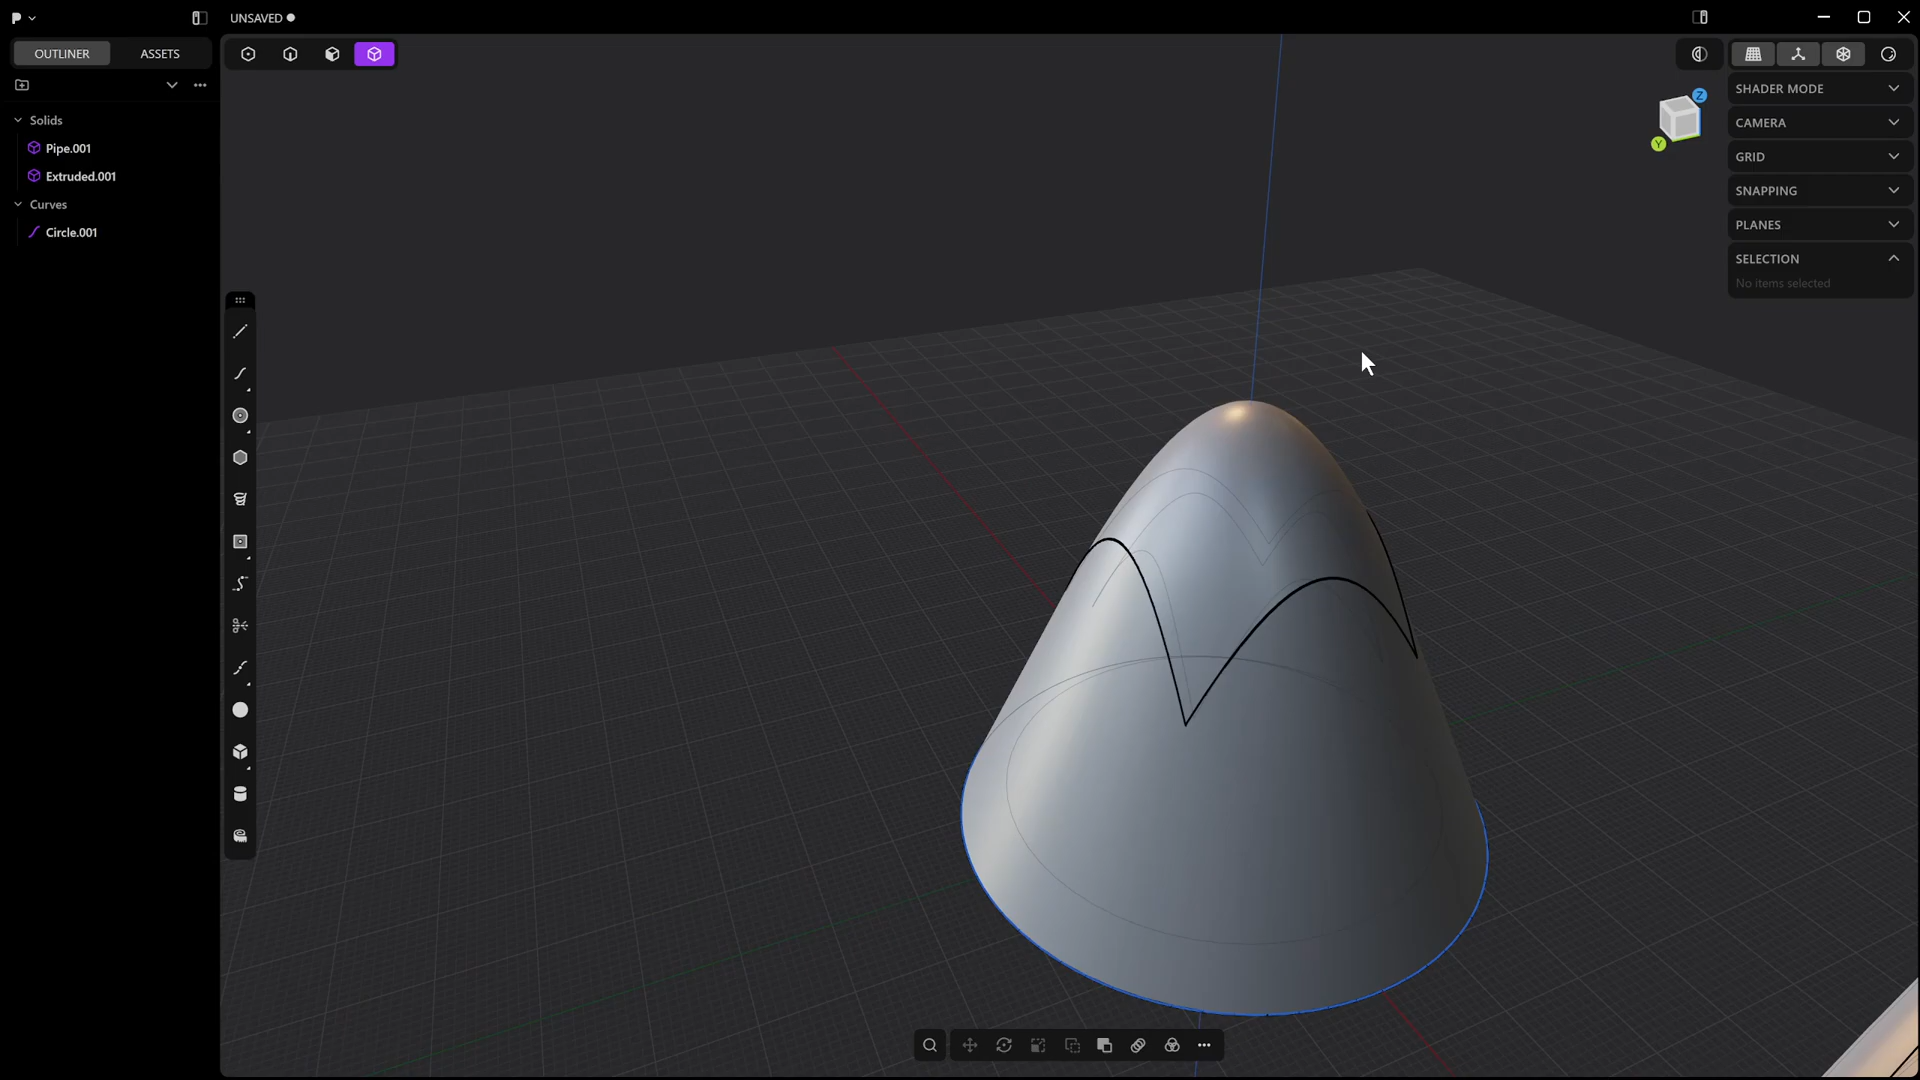 UNSAVED
OUTLINER
ASSETS
Solids
Pipe.001
Extruded.001
Curves
Circle.001
Z
Y
SHADER MODE
CAMERA
GRID
SNAPPING
PLANES
SELECTION
No items selected